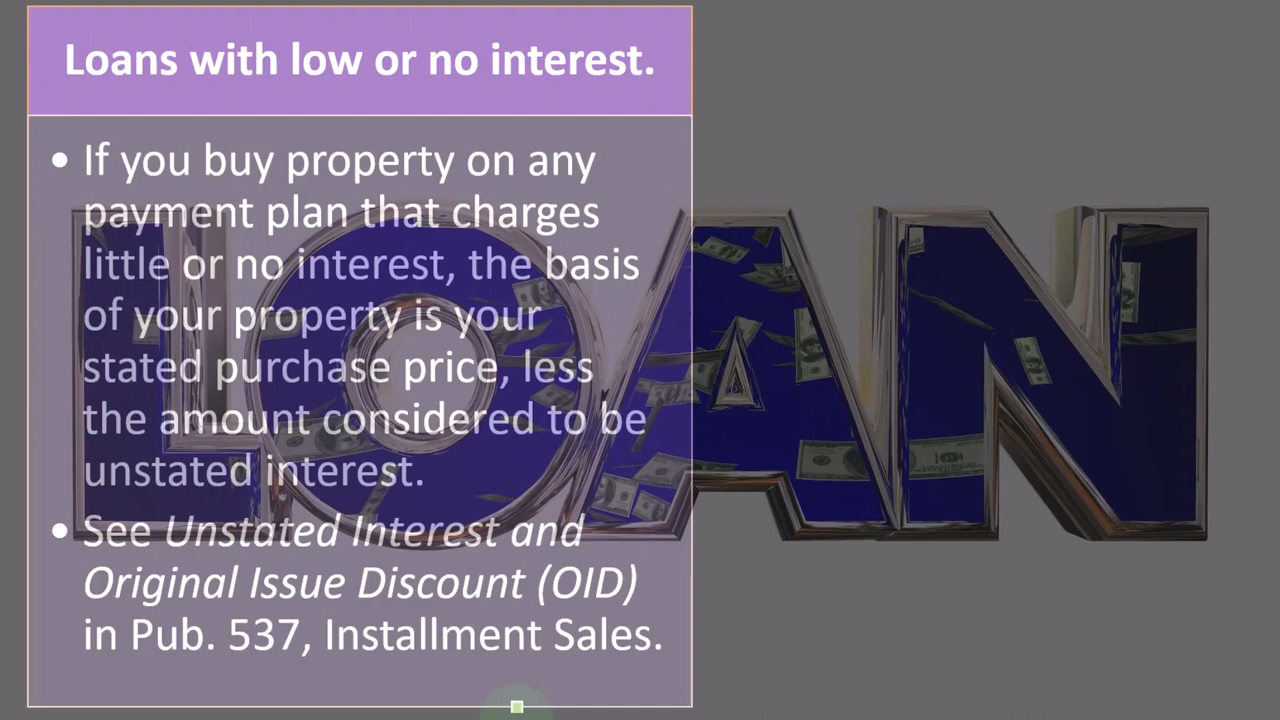 Loans with low or no interest.
• If you buy property on any
payment plan that charges
little or no interest, the basis
of your property is your
stated purchase price, less
the amount considered to be
unstated interest.
• See Unstated Interest and
Original Issue Discount (OID)
in Pub. 537, Installment Sales.
LOAN